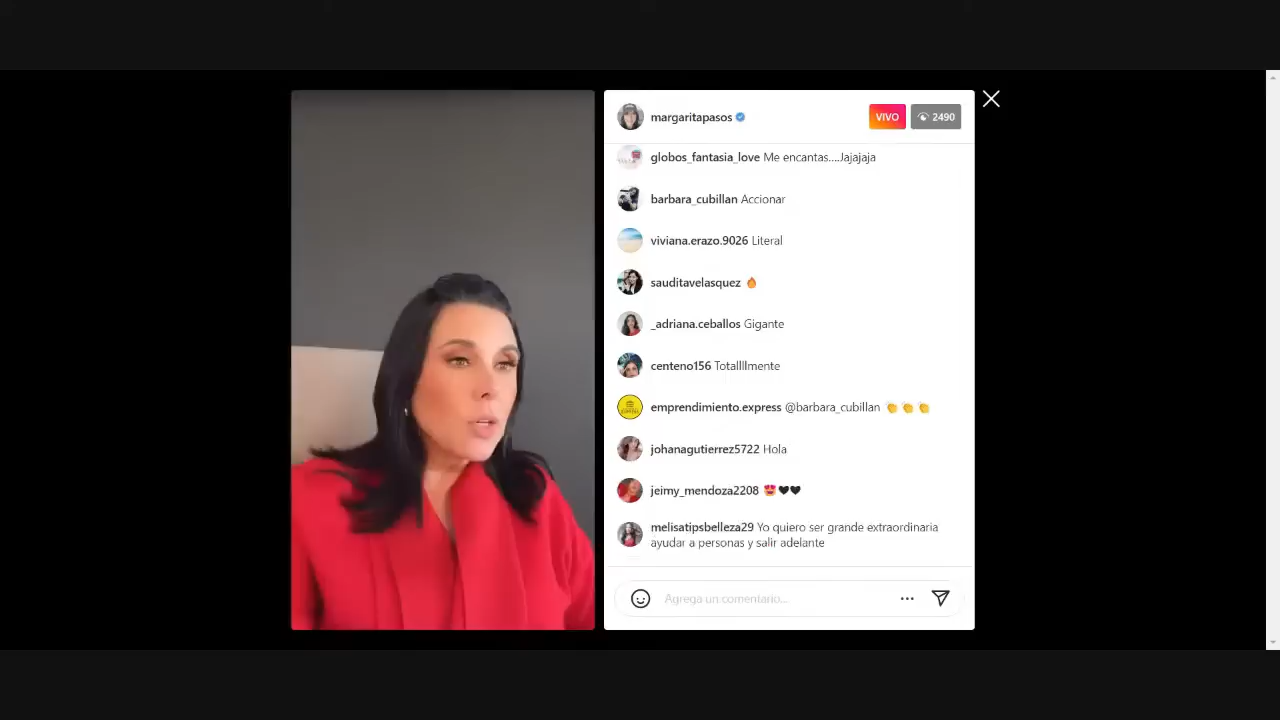 margaritapasos
VIVO
2490
globos_fantasia_love Me encantas....Jajajaja
barbara_cubillan Accionar
viviana.erazo.9026 Literal
sauditavelasquez 🔥
_adriana.ceballos Gigante
centeno156 Totallllmente
emprendimiento.express @barbara_cubillan 👏👏👏
johanagutierrez5722 Hola
jeimy_mendoza2208 😍🖤🖤
melisatipsbelleza29 Yo quiero ser grande extraordinaria
ayudar a personas y salir adelante
Agrega un comentario...